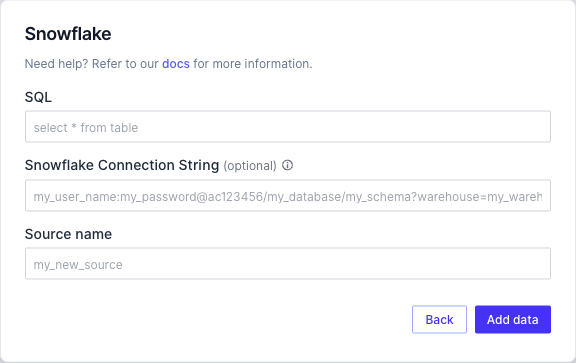 Snowflake
Need help? Refer to our docs for more information.
SQL
select * from table
Snowflake Connection String (optional)
my_user_name:my_password@ac123456/my_database/my_schema?warehouse=my_wareh
Source name
my_new_source
Back Add data